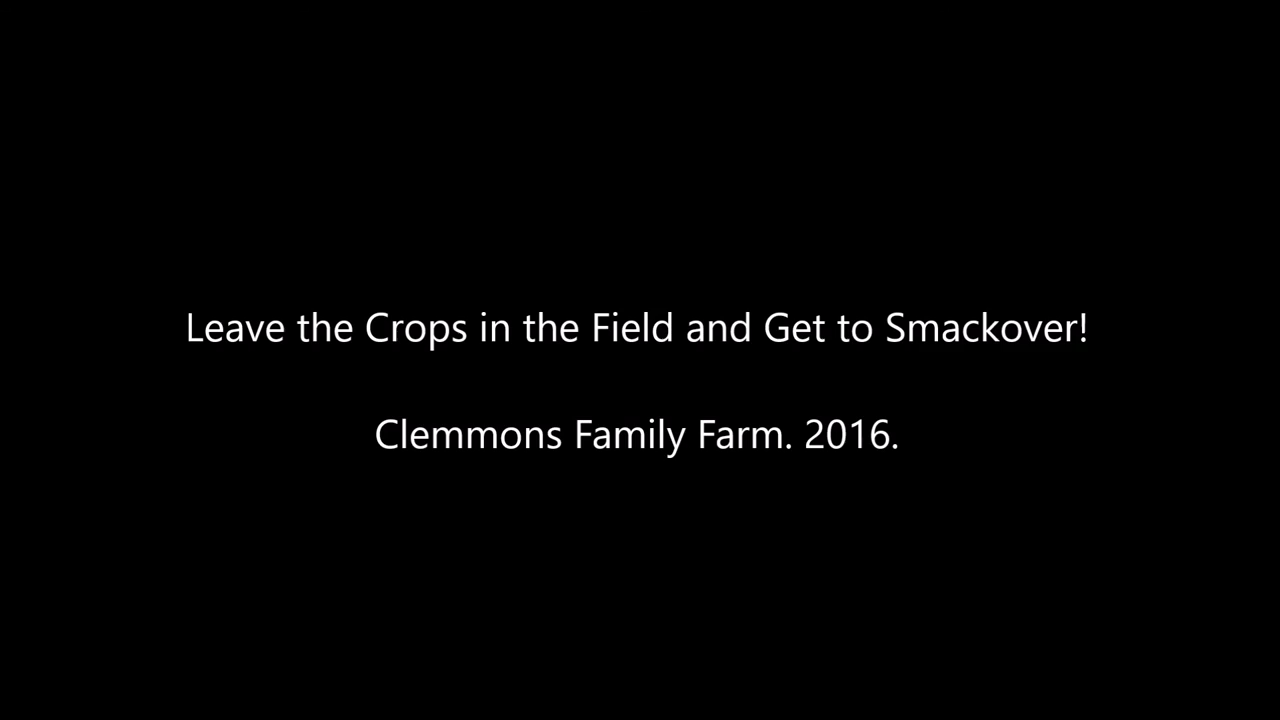 Leave the Crops in the Field and Get to Smackover!
Clemmons Family Farm. 2016.